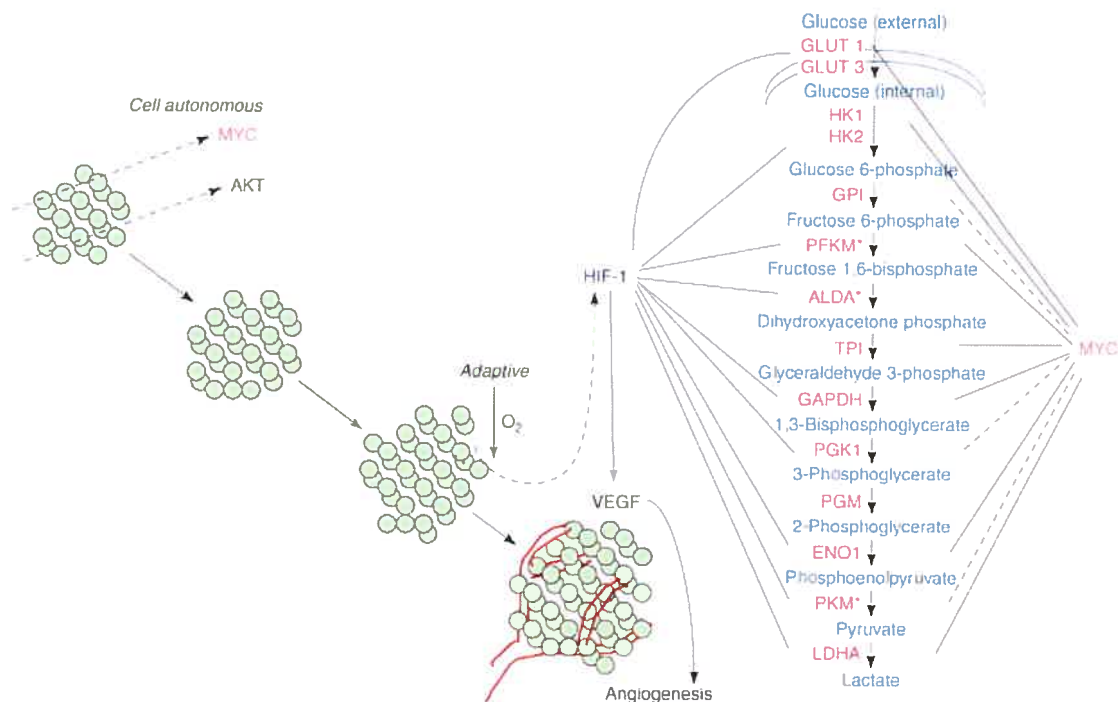 Cell autonomous
MYC
AKT
Adaptive
O2
HIF-1
VEGF
Angiogenesis
Glucose (external)
GLUT 1
GLUT 3
Glucose (internal)
HK1
HK2
Glucose 6-phosphate
GPI
Fructose 6-phosphate
PFKM*
Fructose 1,6-bisphosphate
ALDA*
Dihydroxyacetone phosphate
TPI
Glyceraldehyde 3-phosphate
GAPDH
1,3-Bisphosphoglycerate
PGK1
3-Phosphoglycerate
PGM
2-Phosphoglycerate
ENO1
Phosphoenolpyruvate
PKM*
Pyruvate
LDHA
Lactate
MYC